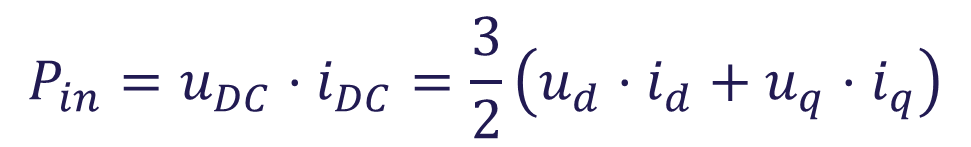 P_in = u_DC · i_DC = 3/2 (u_d · i_d + u_q · i_q)